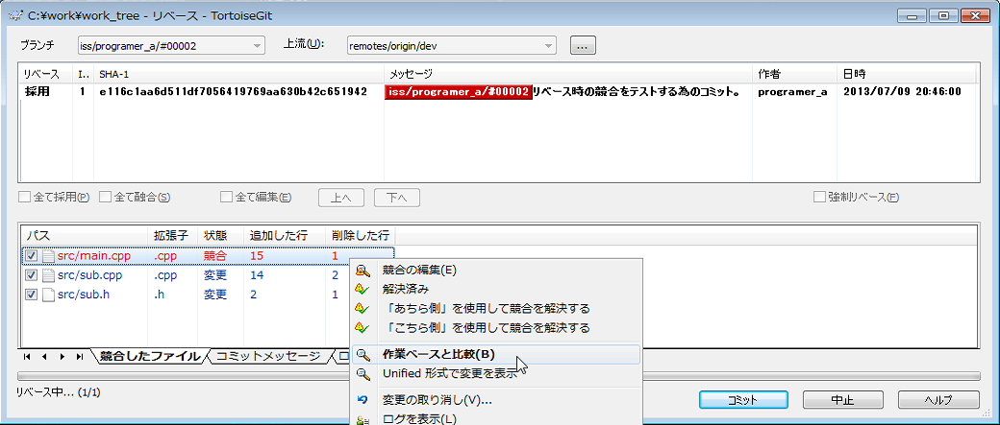 C:¥work¥work_tree - リベース - TortoiseGit
ブランチ iss/programer_a/#00002 上流(U): remotes/origin/dev ...
リベース I.. SHA-1 メッセージ 作者 日時
採用 1 e116c1aa6d511df7056419769aa630b42c651942 iss/programer_a/#00002 リベース時の競合をテストする為のコミット。 programer_a 2013/07/09 20:46:00
全て採用(P) 全て融合(S) 全て編集(E) 上へ 下へ 強制リベース(F)
パス 拡張子 状態 追加した行 削除した行
src/main.cpp .cpp 競合 15 1
src/sub.cpp .cpp 変更 14 2
src/sub.h .h 変更 2 1
競合の編集(E)
解決済み
「あちら側」を使用して競合を解決する
「こちら側」を使用して競合を解決する
作業ベースと比較(B)
Unified 形式で変更を表示
変更の取り消し(V)...
ログを表示(L)
競合したファイル コミットメッセージ ロ
リベース中... (1/1)
コミット 中止 ヘルプ